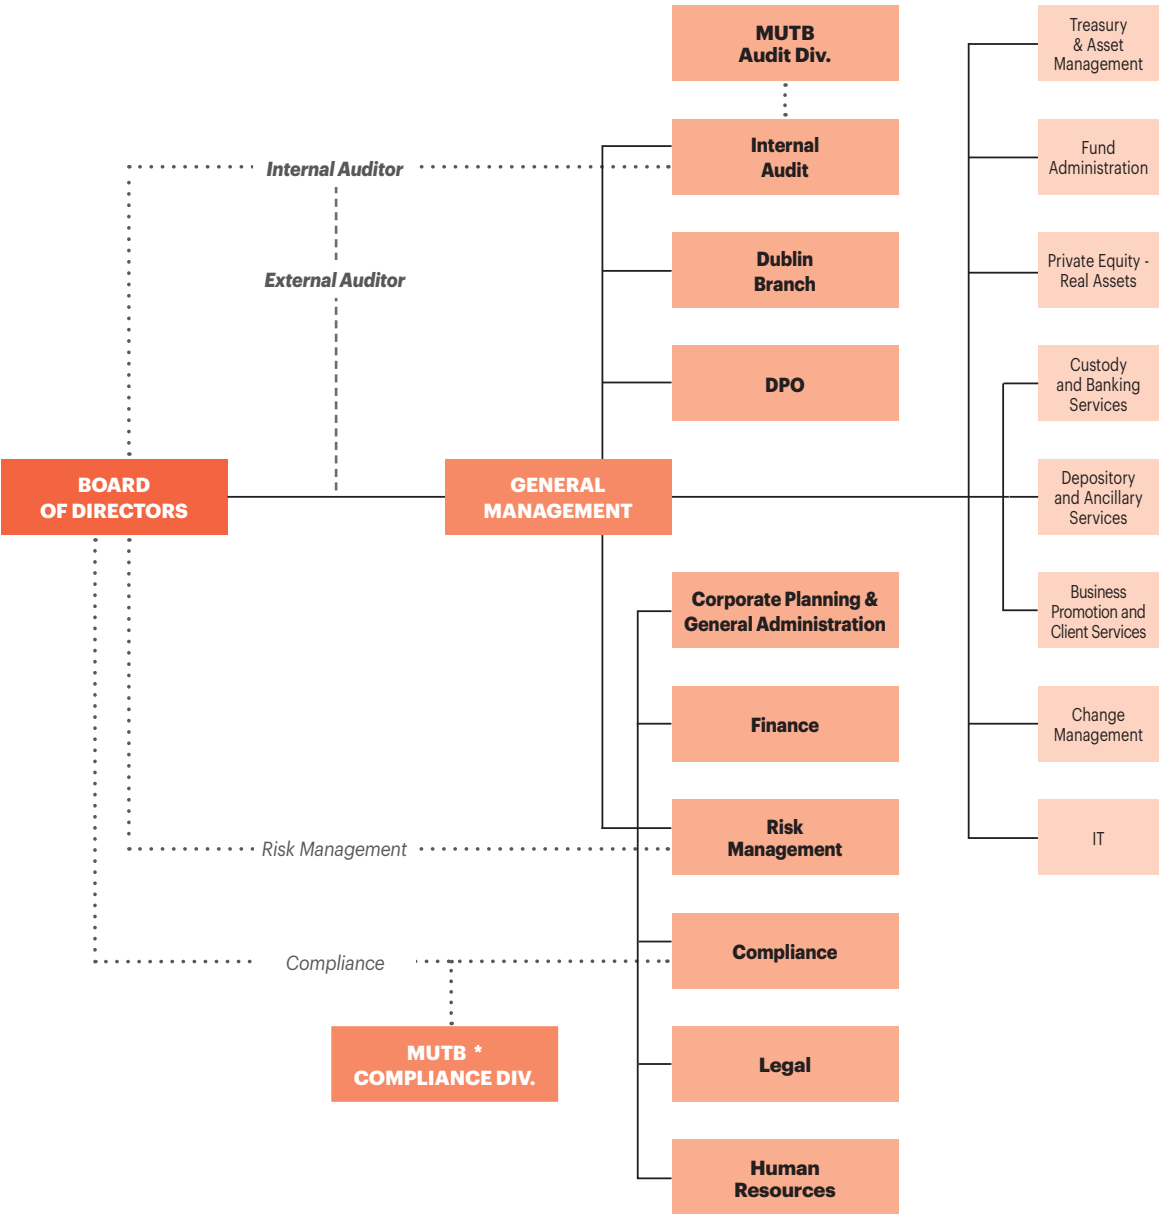 MUTB
Audit Div.
Internal
Audit
Dublin
Branch
DPO
Internal Auditor
External Auditor
BOARD
OF DIRECTORS
GENERAL
MANAGEMENT
Corporate Planning &
General Administration
Finance
Risk
Management
Compliance
Legal
Human
Resources
Risk Management
Compliance
MUTB *
COMPLIANCE DIV.
Treasury
& Asset
Management
Fund
Administration
Private Equity -
Real Assets
Custody
and Banking
Services
Depository
and Ancillary
Services
Business
Promotion and
Client Services
Change
Management
IT